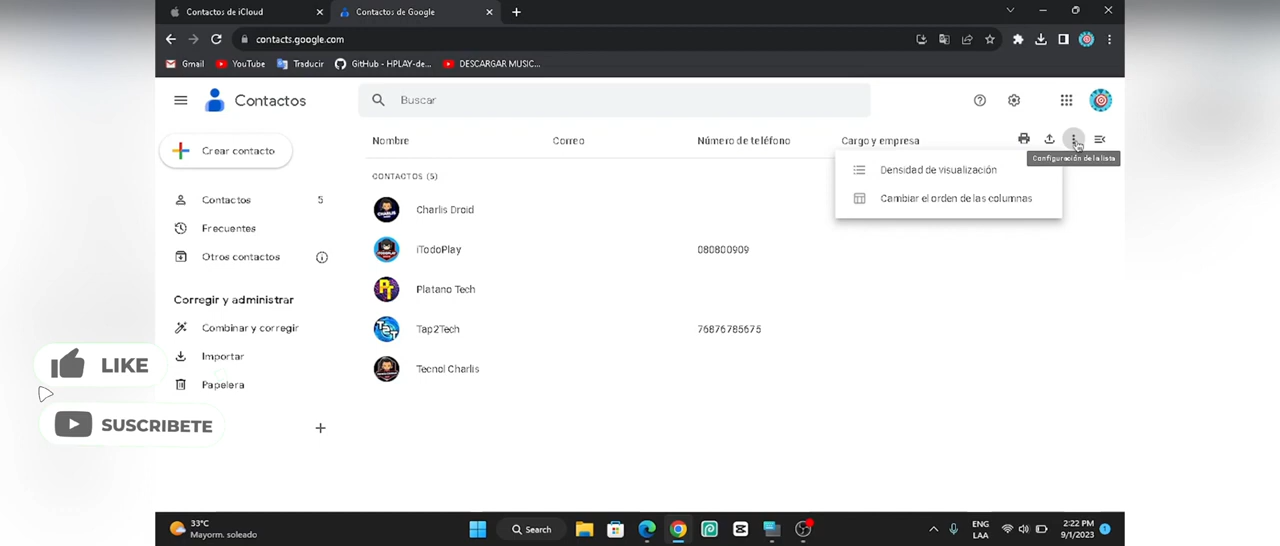 Contactos de iCloud
Contactos de Google
contacts.google.com
Gmail
YouTube
Traducir
GitHub - HPLAY-de...
DESCARGAR MUSIC...
Contactos
Buscar
Crear contacto
Nombre
Correo
Número de teléfono
Cargo y empresa
Configuración de la lista
Densidad de visualización
Cambiar el orden de las columnas
CONTACTOS (5)
Contactos 5
Frecuentes
Otros contactos
Corregir y administrar
Combinar y corregir
Importar
Papelera
Charlis Droid
iTodoPlay 080800909
Platano Tech
Tap2Tech 76876785675
Tecnol Charlis
LIKE
SUSCRIBETE
33°C
Mayorm. soleado
Search
ENG
LAA
2:22 PM
9/1/2023
1